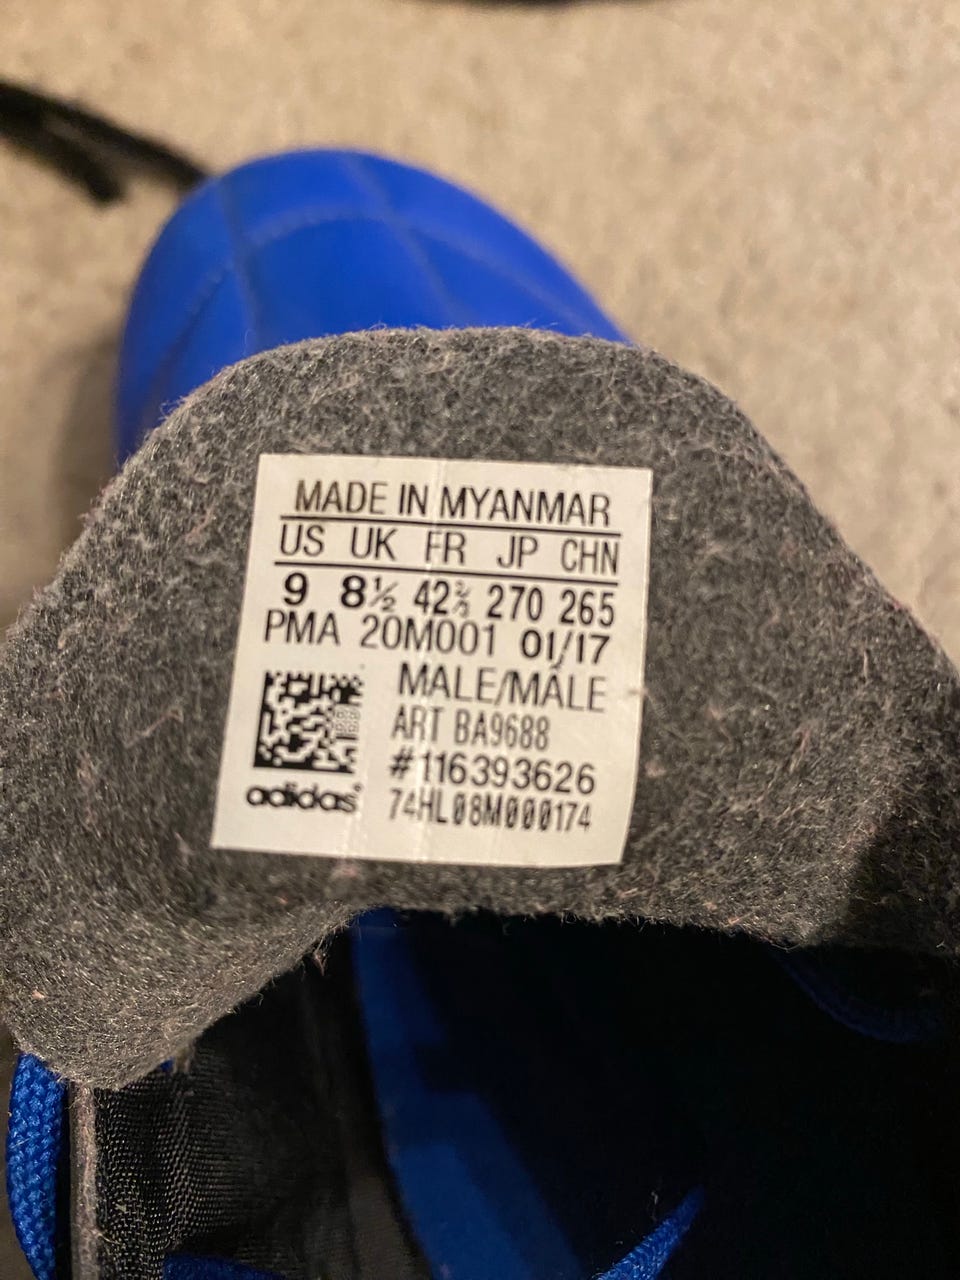 MADE IN MYANMAR
US UK FR JP CHN
9 8½ 42⅔ 270 265
PMA 20M001 01/17
MALE/MÂLE
ART BA9688
#116393626
adidas®
74HL08M000174